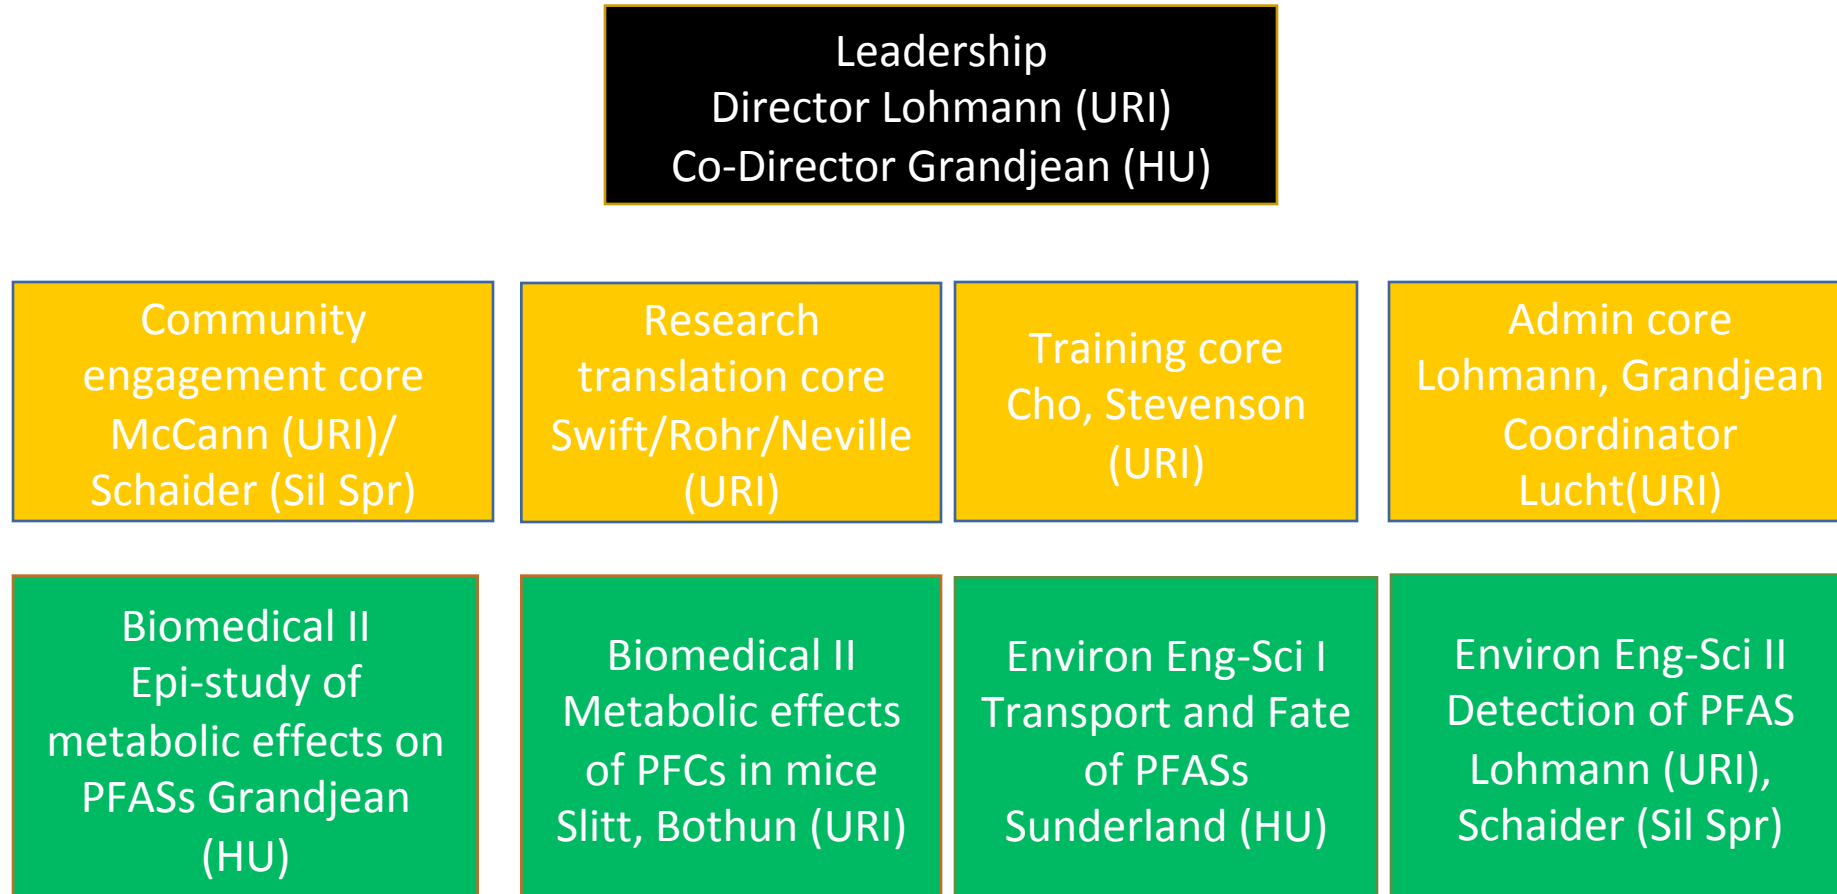 Leadership
Director Lohmann (URI)
Co-Director Grandjean (HU)
Community
engagement core
McCann (URI)/
Schaider (Sil Spr)
Research
translation core
Swift/Rohr/Neville
(URI)
Training core
Cho, Stevenson
(URI)
Admin core
Lohmann, Grandjean
Coordinator
Lucht(URI)
Biomedical II
Epi-study of
metabolic effects on
PFASs Grandjean
(HU)
Biomedical II
Metabolic effects
of PFCs in mice
Slitt, Bothun (URI)
Environ Eng-Sci I
Transport and Fate
of PFASs
Sunderland (HU)
Environ Eng-Sci II
Detection of PFAS
Lohmann (URI),
Schaider (Sil Spr)